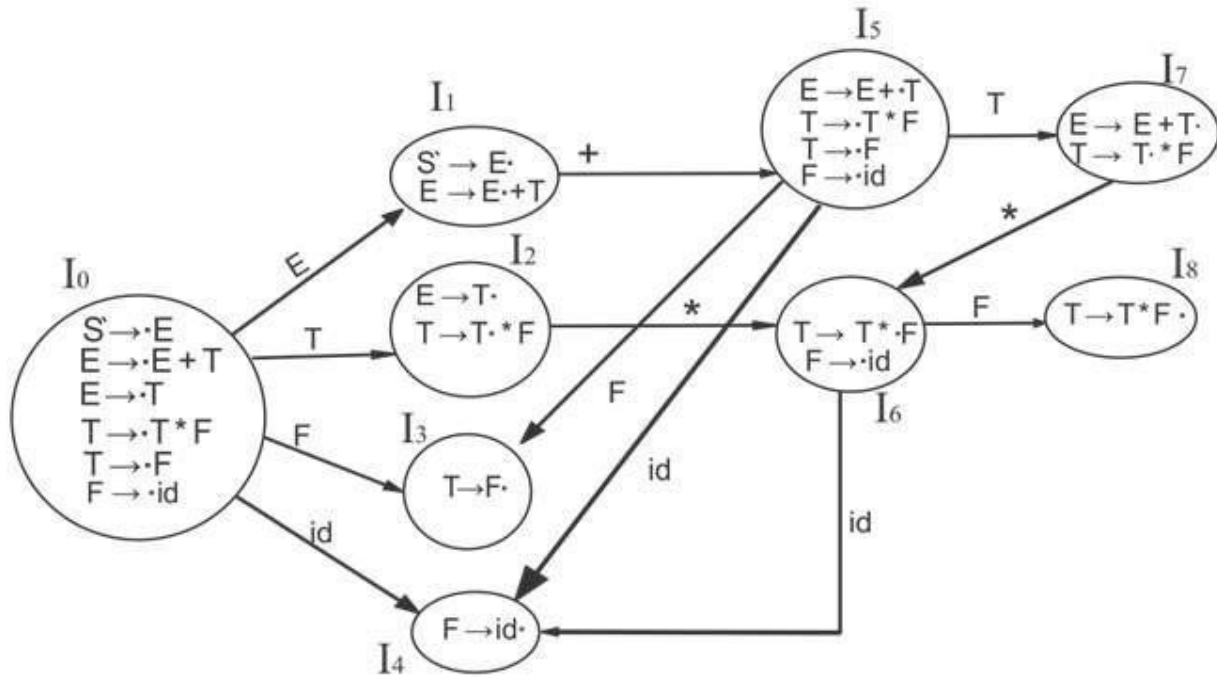 I0
S`→·E
E→·E + T
E→·T
T→·T * F
T→·F
F→·id
E
T
F
id
I1
S`→ E·
E → E·+T
+
I2
E→T·
T→T· * F
*
I3
T→F·
I4
F→id·
I5
E→E + ·T
T→·T * F
T→·F
F→·id
T
F
id
I7
E→ E + T·
T→ T· * F
*
I6
T→ T* ·F
F→·id
F
id
I8
T→T* F ·